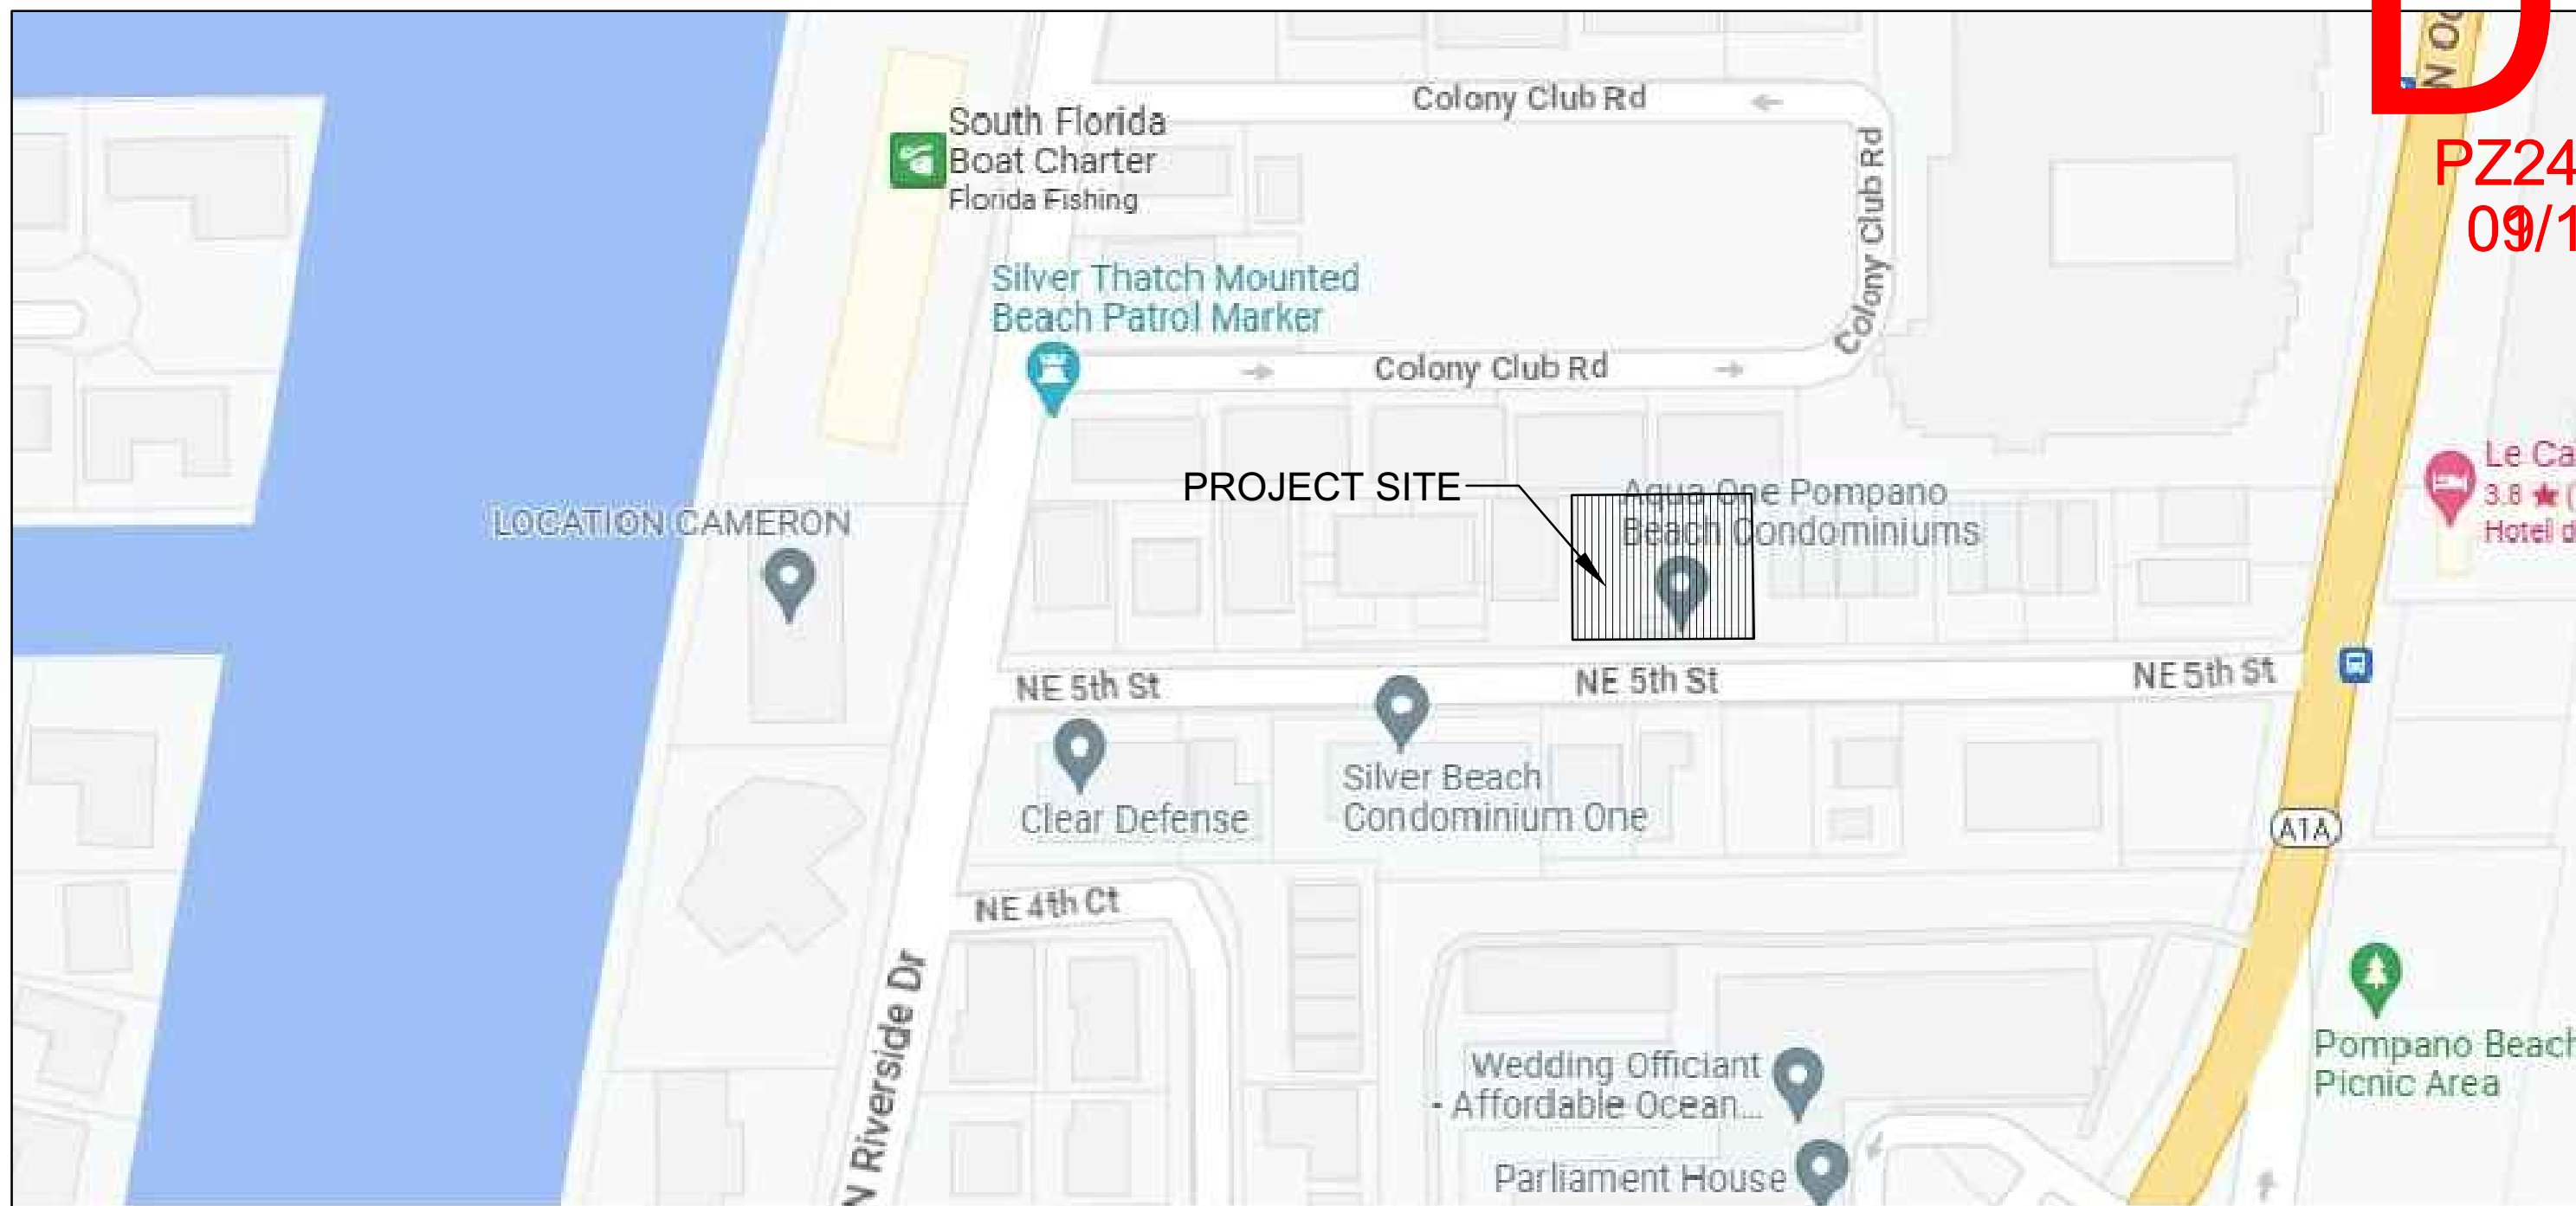 D
N
Colony Club Rd
PZ24
South Florida
Boat Charter
Florida Fishing
Colony Club Rd
Silver Thatch Mounted
Beach Patrol Marker
Colony Club Rd
PROJECT SITE
Le
3.8
Hotel
LOCATION CAMERON
Aqua One Pompano
Beach Condominiums
NE 5th St
NE 5th St
NE 5th St
Clear Defense
Silver Beach
Condominium One
A1A
NE 4th Ct
N Riverside Dr
Pompano Beach
Picnic Area
Wedding Officiant
- Affordable Ocean...
Parliament House